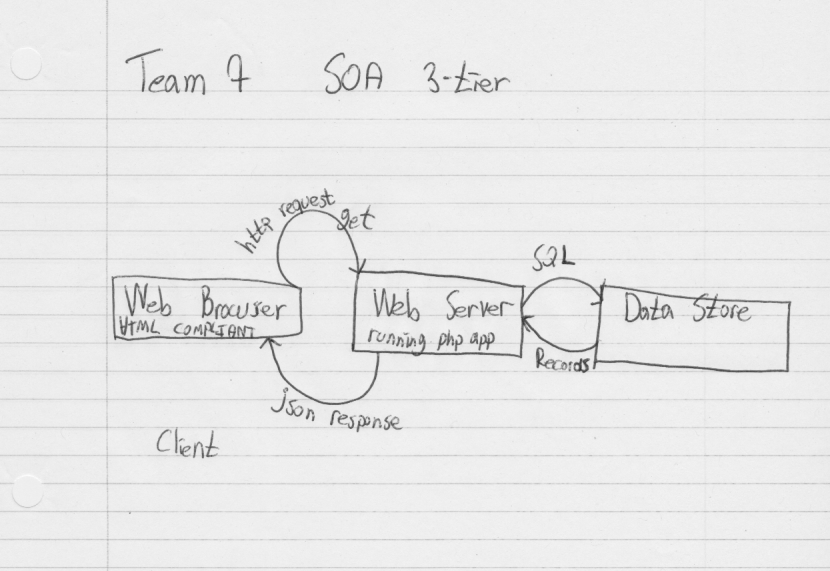 Team 7 SOA 3-tier
http request get
SQL
Web Browser
HTML COMPLIANT
Web Server
running php app
Data Store
Records
json response
Client